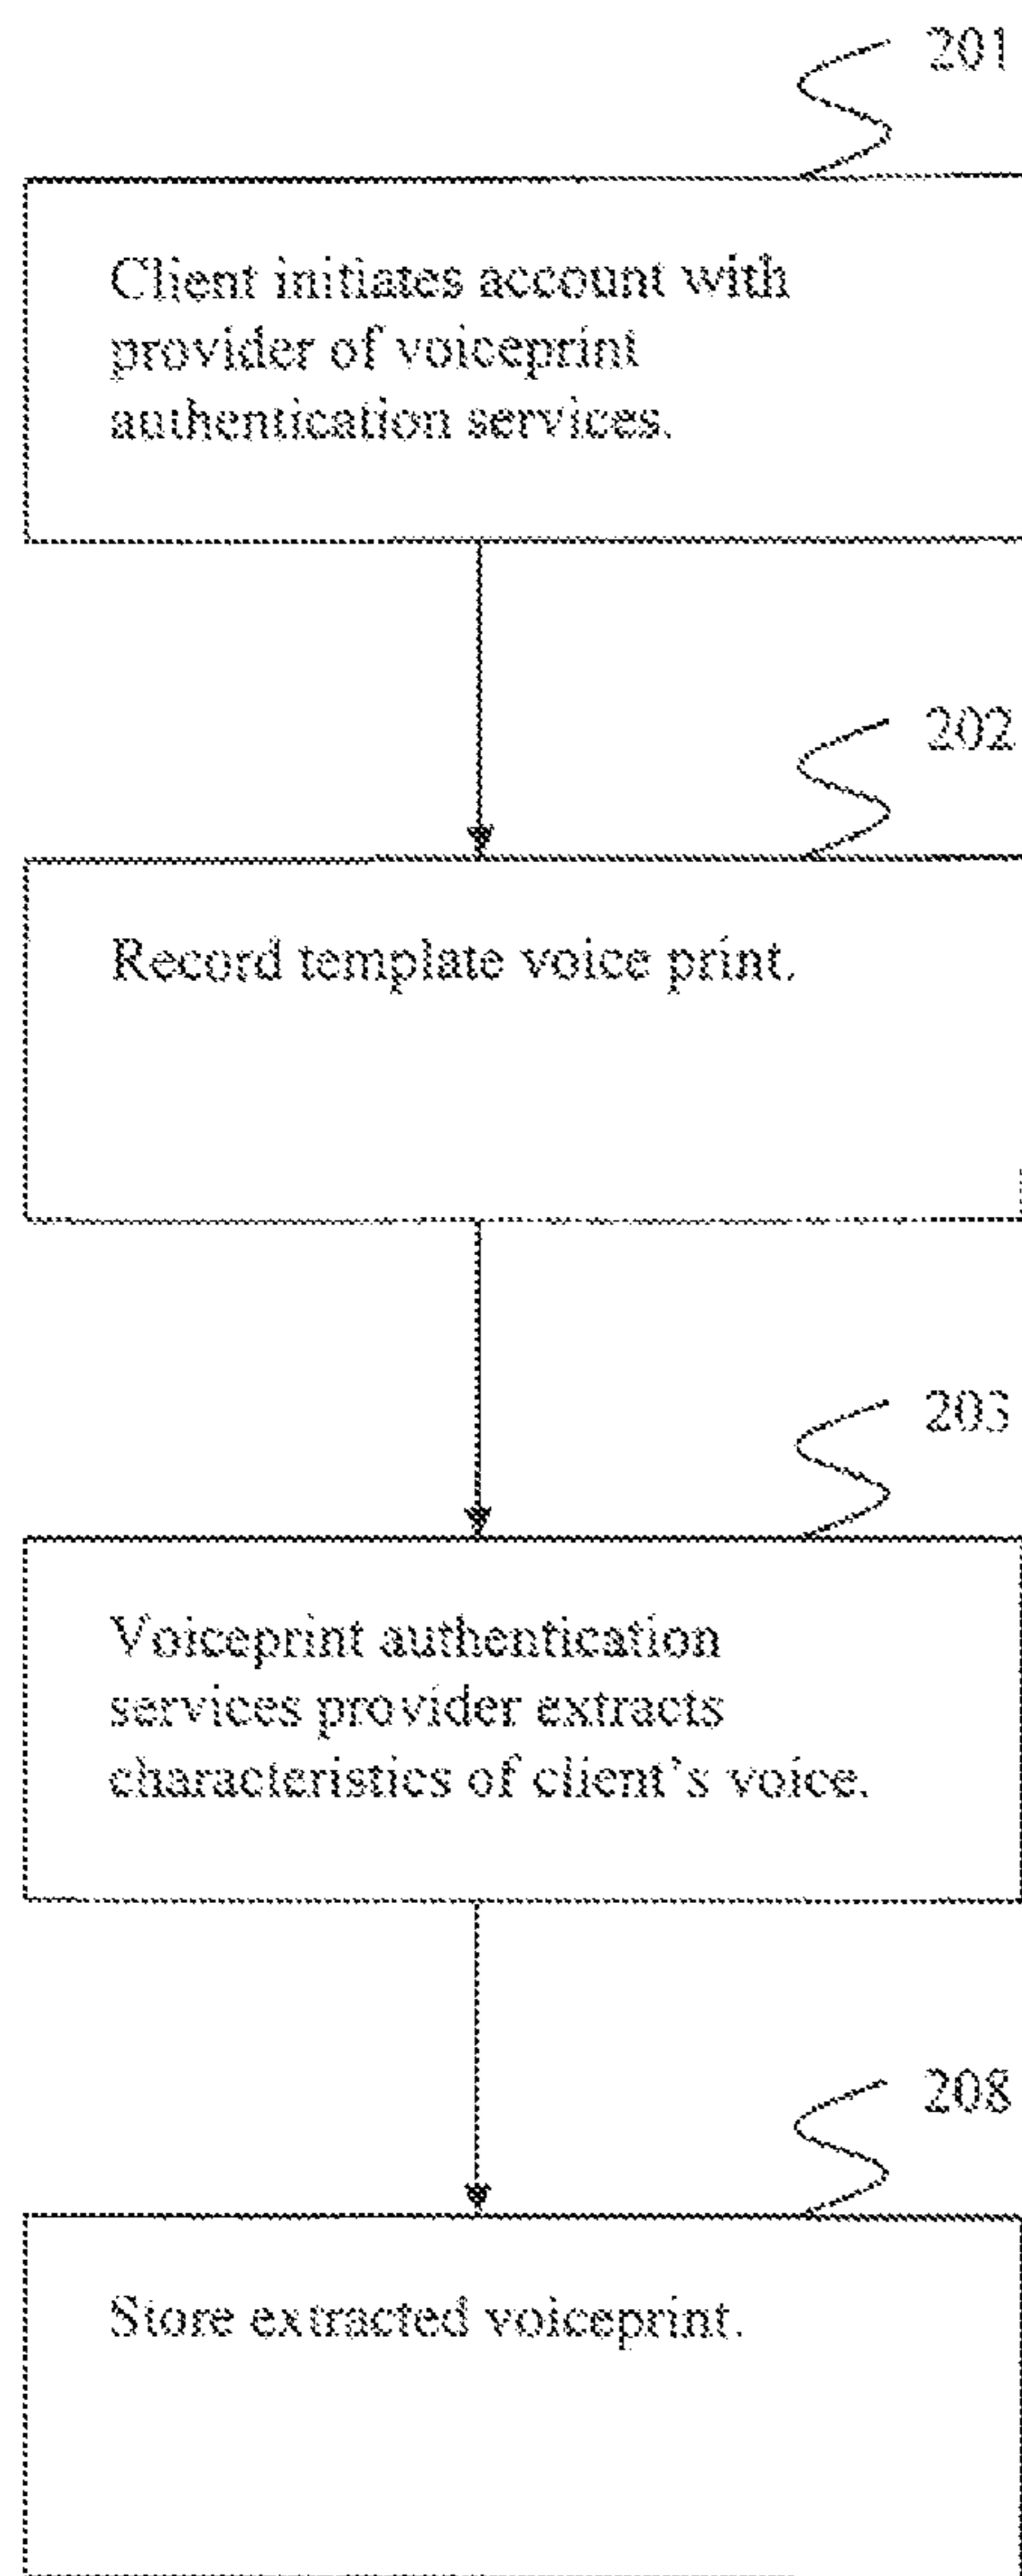 201
Client initiates account with
provider of voiceprint
authentication services.
202
Record template voice print.
203
Voiceprint authentication
services provider extracts
characteristics of client's voice.
208
Store extracted voiceprint.